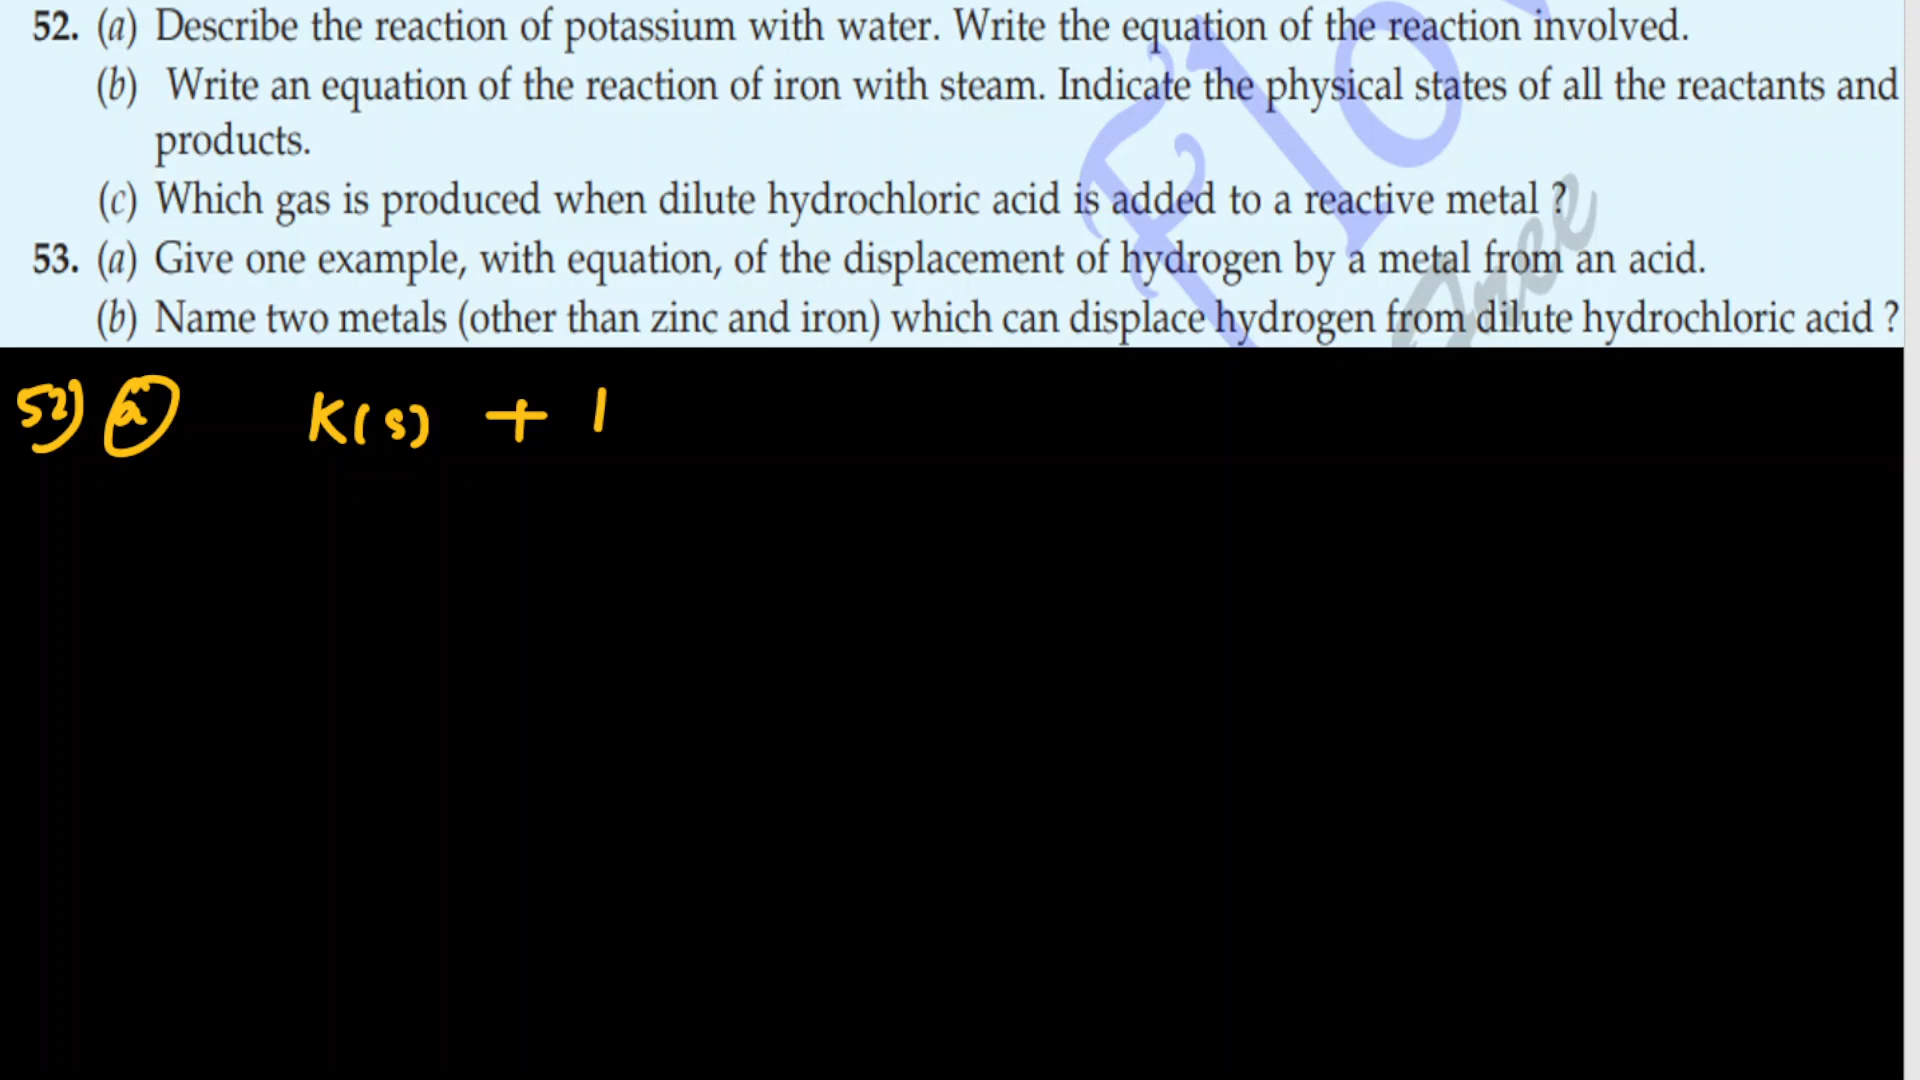 52. (a) Describe the reaction of potassium with water. Write the equation of the reaction involved.
(b) Write an equation of the reaction of iron with steam. Indicate the physical states of all the reactants and
products.
(c) Which gas is produced when dilute hydrochloric acid is added to a reactive metal ?
53. (a) Give one example, with equation, of the displacement of hydrogen by a metal from an acid.
(b) Name two metals (other than zinc and iron) which can displace hydrogen from dilute hydrochloric acid ?
52) (a) K(s) + 1